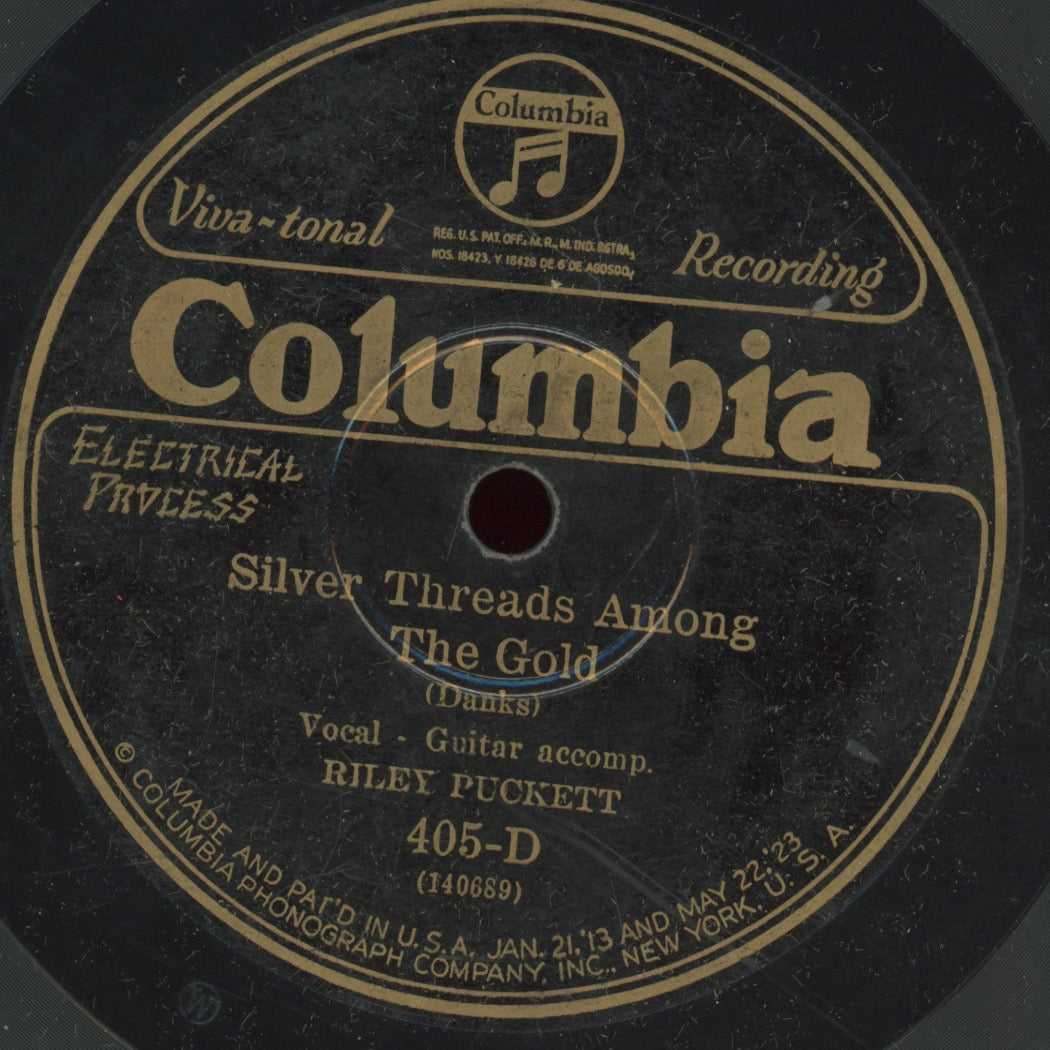 Columbia
Viva-tonal
REG. U.S. PAT. OFF., M.R., M. IND. RGTRA,
NOS. 18423, Y 18426 DE 6 DE AGOSDO,
Recording
Columbia
ELECTRICAL
PROCESS
Silver Threads Among
The Gold
(Danks)
Vocal - Guitar accomp.
RILEY PUCKETT
405-D
(140689)
MADE AND PAT'D IN U.S.A. JAN. 21,'13 AND MAY 22,'23
© COLUMBIA PHONOGRAPH COMPANY, INC., NEW YORK, U. S. A.
W